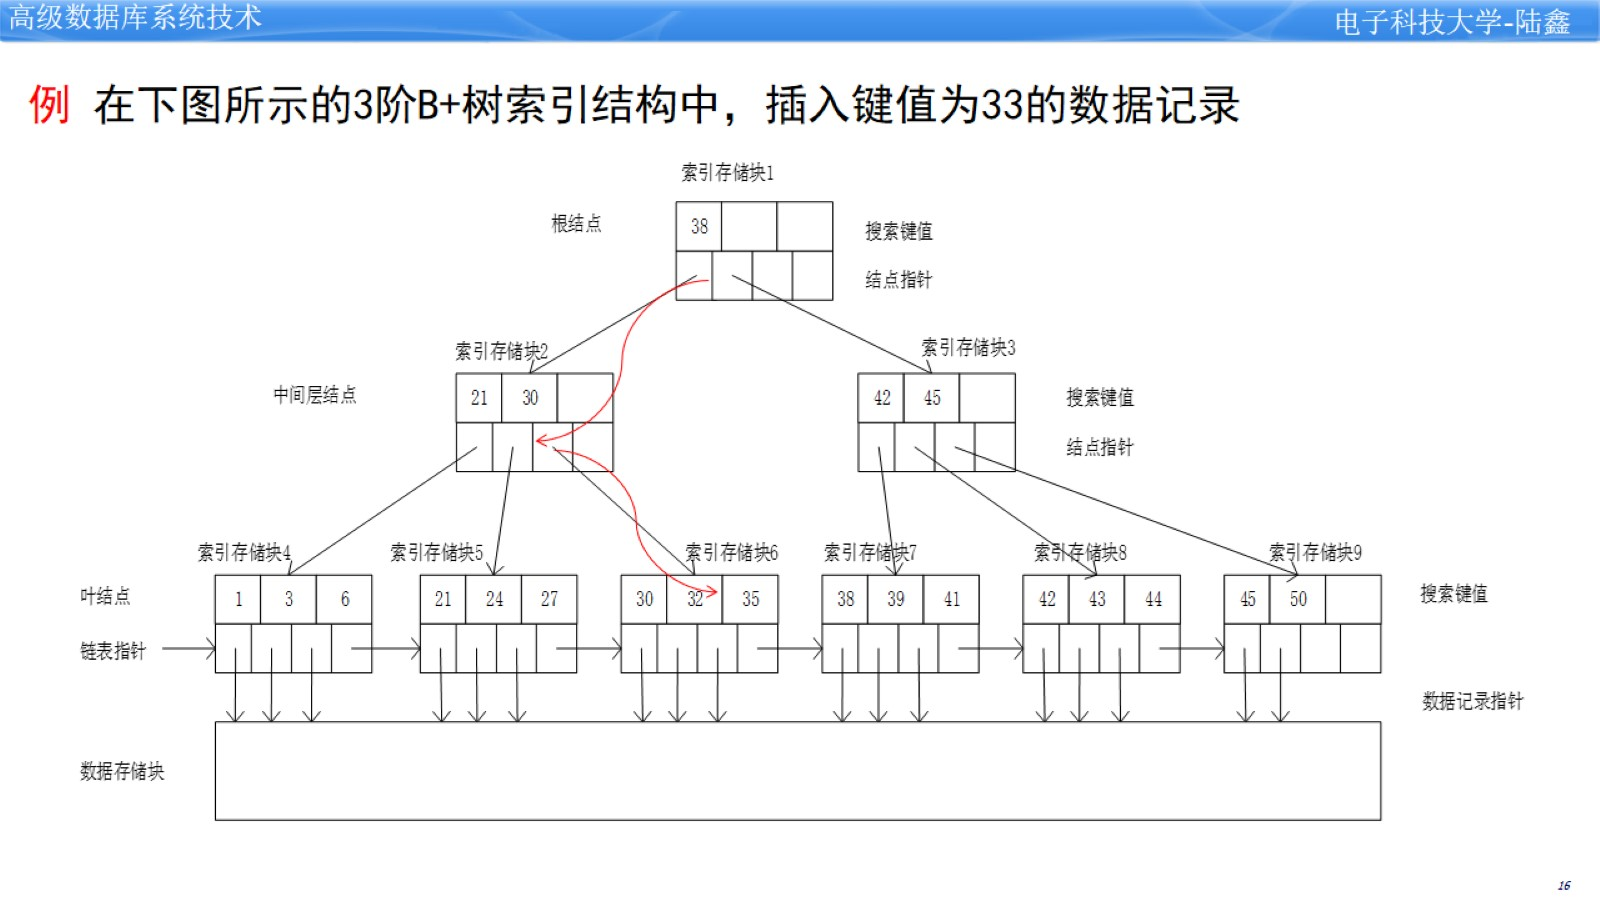 高级数据库系统技术
电子科技大学-陆鑫
例 在下图所示的3阶B+树索引结构中，插入键值为33的数据记录
索引存储块1
根结点
38
搜索键值
结点指针
索引存储块2
索引存储块3
中间层结点
21 30
42 45
搜索键值
结点指针
索引存储块4 索引存储块5 索引存储块6 索引存储块7 索引存储块8 索引存储块9
叶结点
1 3 6
21 24 27
30 32 35
38 39 41
42 43 44
45 50
搜索键值
链表指针
数据记录指针
数据存储块
16